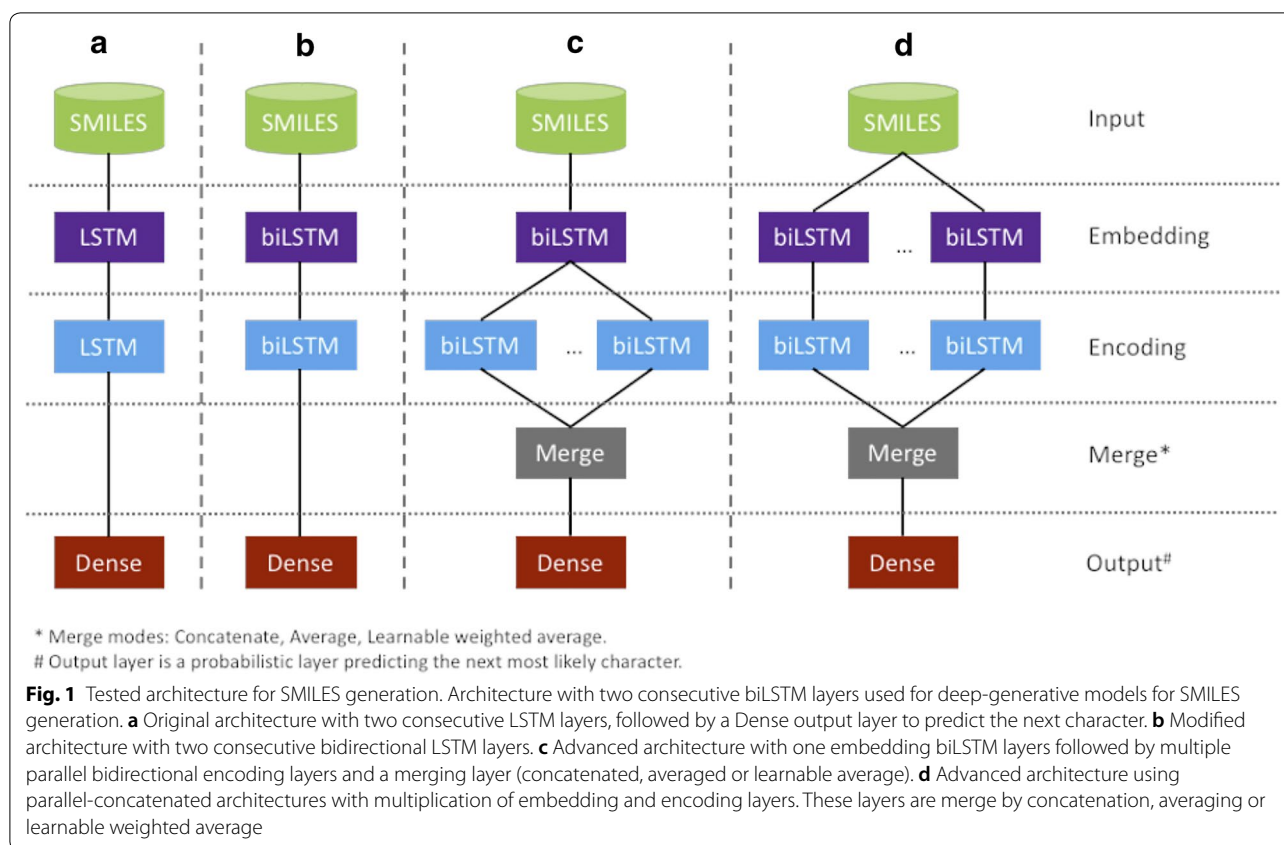 a b c d
SMILES SMILES SMILES SMILES Input
LSTM biLSTM biLSTM biLSTM ... biLSTM Embedding
LSTM biLSTM biLSTM ... biLSTM biLSTM ... biLSTM Encoding
Merge Merge Merge*
Dense Dense Dense Dense Output#
* Merge modes: Concatenate, Average, Learnable weighted average.
# Output layer is a probabilistic layer predicting the next most likely character.
Fig. 1 Tested architecture for SMILES generation. Architecture with two consecutive biLSTM layers used for deep-generative models for SMILES
generation. a Original architecture with two consecutive LSTM layers, followed by a Dense output layer to predict the next character. b Modified
architecture with two consecutive bidirectional LSTM layers. c Advanced architecture with one embedding biLSTM layers followed by multiple
parallel bidirectional encoding layers and a merging layer (concatenated, averaged or learnable average). d Advanced architecture using
parallel-concatenated architectures with multiplication of embedding and encoding layers. These layers are merge by concatenation, averaging or
learnable weighted average